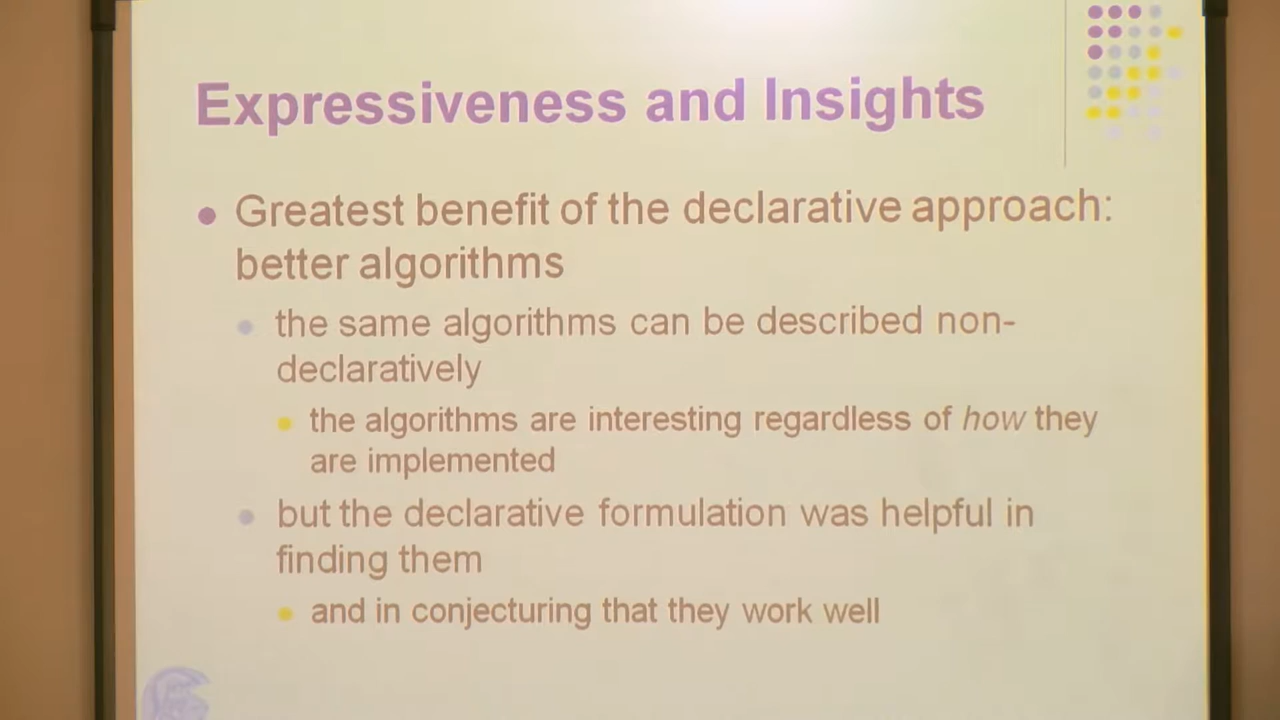 Expressiveness and Insights
Greatest benefit of the declarative approach:
better algorithms
the same algorithms can be described non-
declaratively
the algorithms are interesting regardless of how they
are implemented
but the declarative formulation was helpful in
finding them
and in conjecturing that they work well